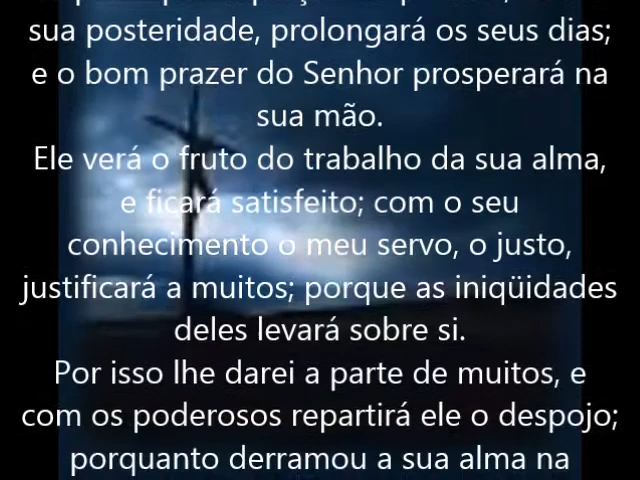 sua posteridade, prolongará os seus dias;
e o bom prazer do Senhor prosperará na
sua mão.
Ele verá o fruto do trabalho da sua alma,
e ficará satisfeito; com o seu
conhecimento o meu servo, o justo,
justificará a muitos; porque as iniqüidades
deles levará sobre si.
Por isso lhe darei a parte de muitos, e
com os poderosos repartirá ele o despojo;
porquanto derramou a sua alma na